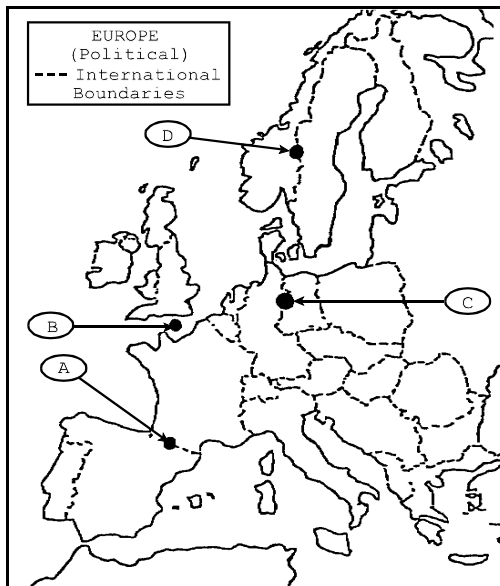 EUROPE
(Political)
International
Boundaries
D
C
B
A